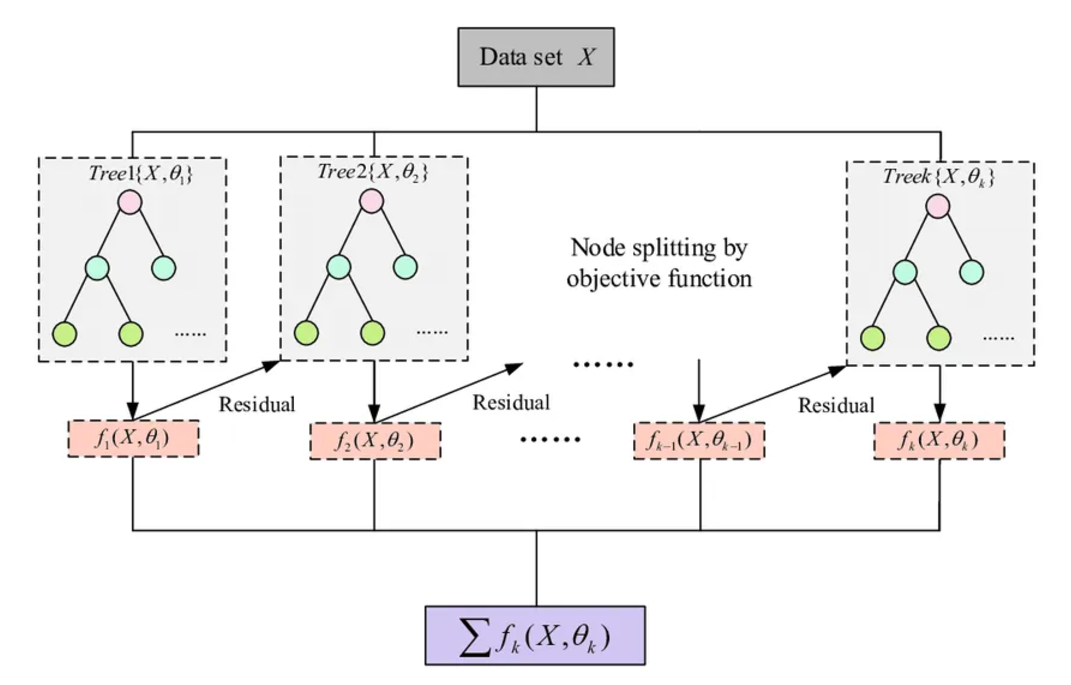 Data set X
Tree1{X,θ₁}
Tree2{X,θ₂}
Treek{X,θₖ}
Node splitting by
objective function
......
......
......
......
Residual
Residual
Residual
f₁(X,θ₁)
f₂(X,θ₂)
......
fₖ₋₁(X,θₖ₋₁)
fₖ(X,θₖ)
∑fₖ(X,θₖ)